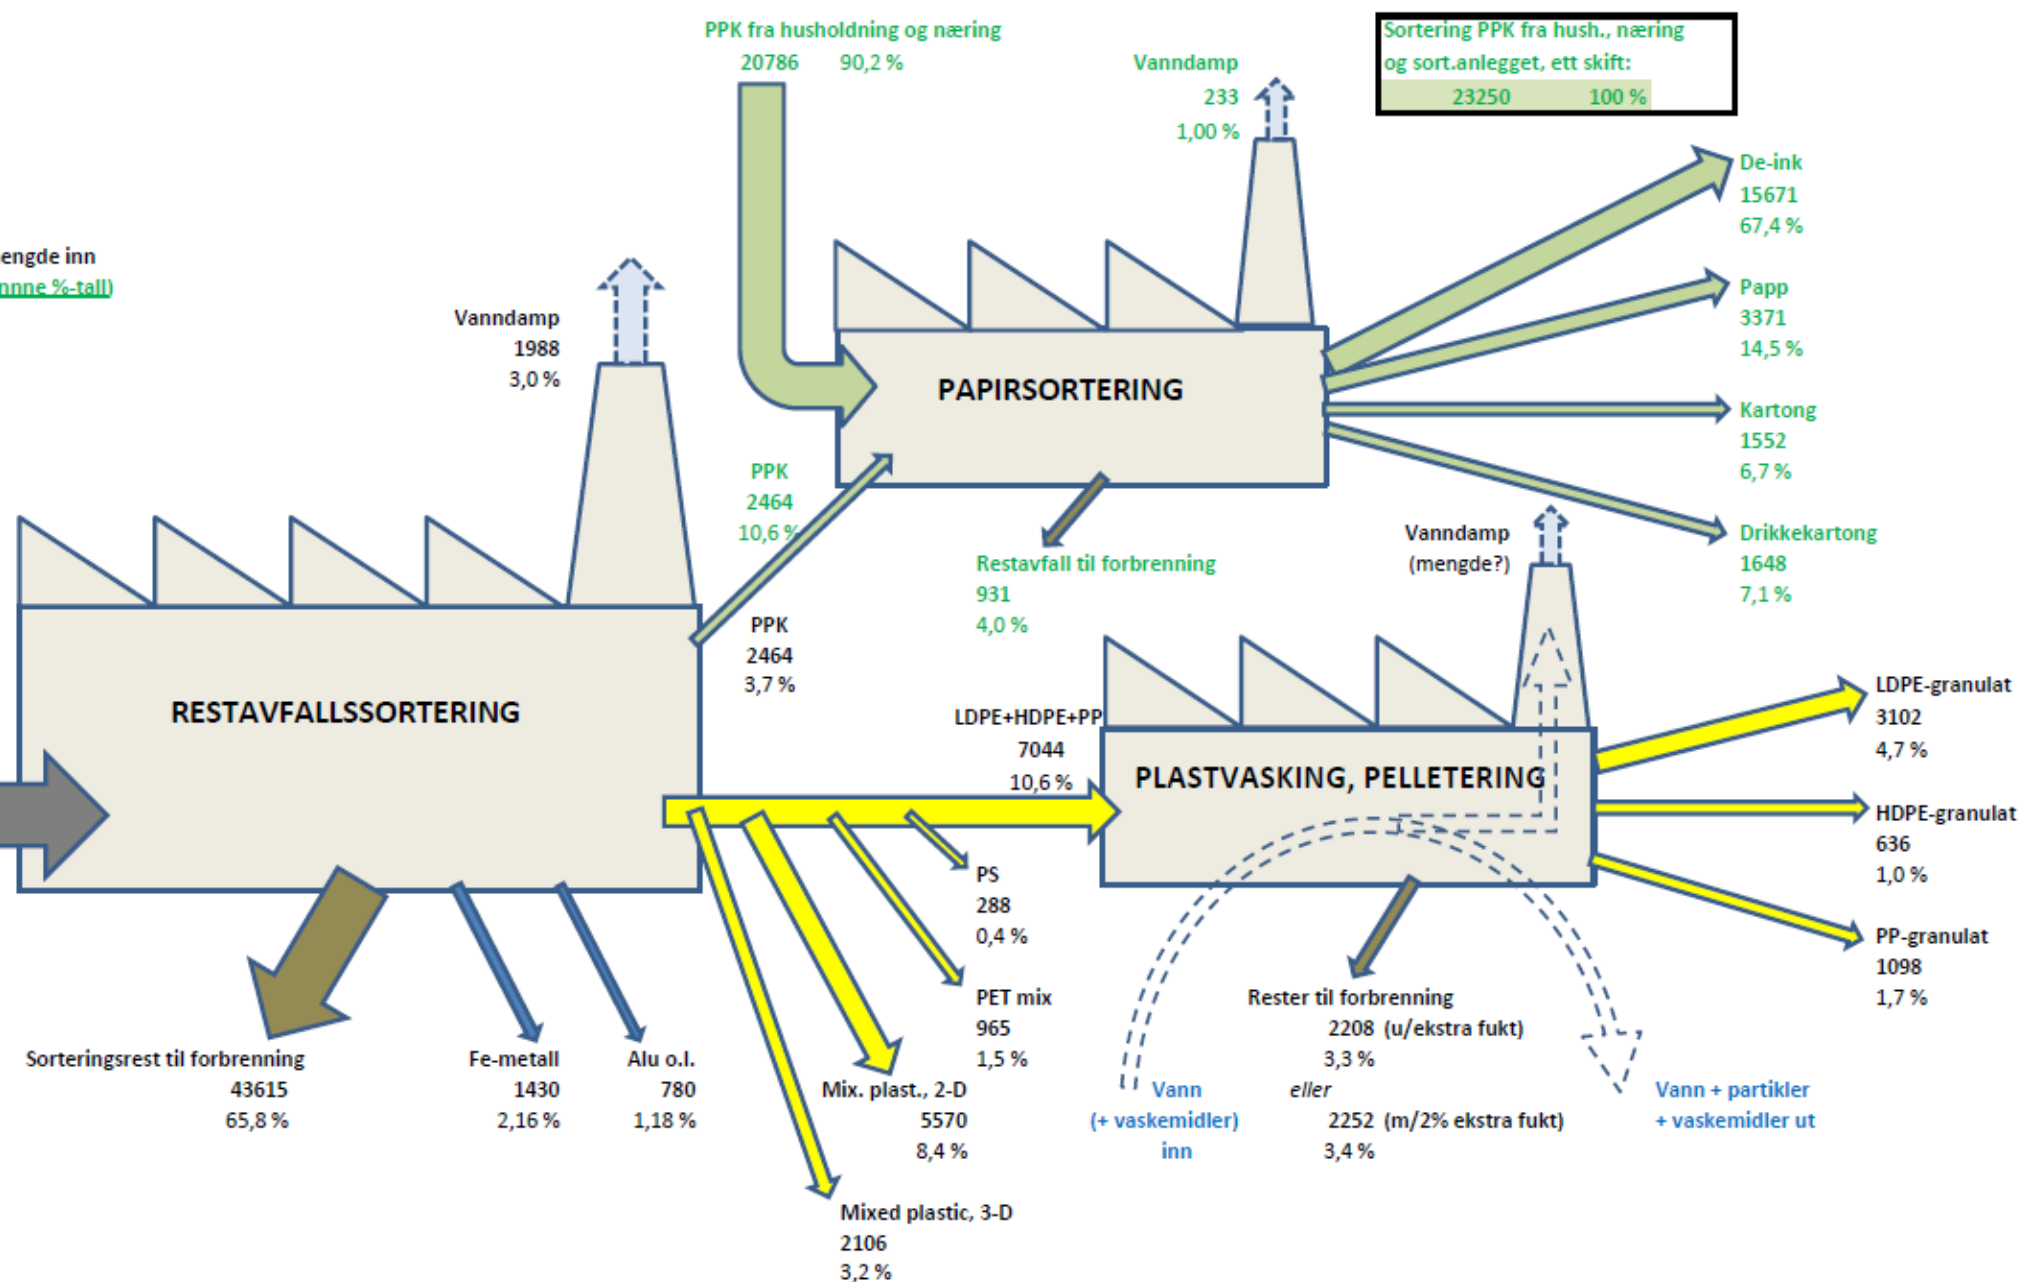 PPK fra husholdning og næring
20786 90,2 %
Vanndamp
233
1,00 %
Sortering PPK fra hush., næring
og sort.anlegget, ett skift:
23250 100 %
De-ink
15671
67,4 %
Papp
3371
14,5 %
Kartong
1552
6,7 %
Drikkekartong
1648
7,1 %
engde inn
nnne %-tall)
Vanndamp
1988
3,0 %
PAPIRSORTERING
PPK
2464
10,6 %
Restavfall til forbrenning
931
4,0 %
Vanndamp
(mengde?)
PPK
2464
3,7 %
RESTAVFALLSSORTERING
LDPE+HDPE+PP
7044
10,6 %
PLASTVASKING, PELLETERING
LDPE-granulat
3102
4,7 %
HDPE-granulat
636
1,0 %
PP-granulat
1098
1,7 %
PS
288
0,4 %
PET mix
965
1,5 %
Rester til forbrenning
2208 (u/ekstra fukt)
3,3 %
eller
2252 (m/2% ekstra fukt)
3,4 %
Sorteringsrest til forbrenning
43615
65,8 %
Fe-metall
1430
2,16 %
Alu o.l.
780
1,18 %
Mix. plast., 2-D
5570
8,4 %
Vann
(+ vaskemidler)
inn
Vann + partikler
+ vaskemidler ut
Mixed plastic, 3-D
2106
3,2 %